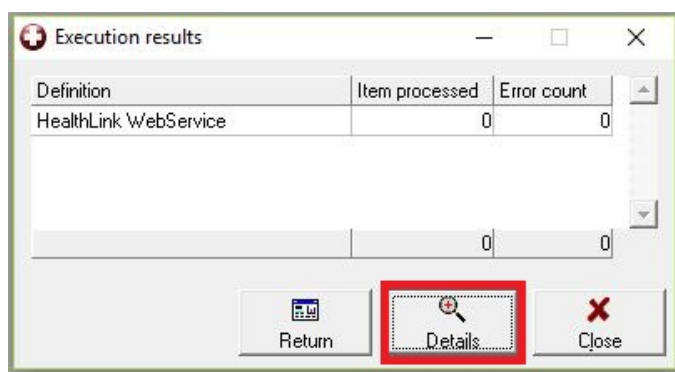 Execution results
Definition Item processed Error count
HealthLink WebService 0 0
0 0
Return Details Close